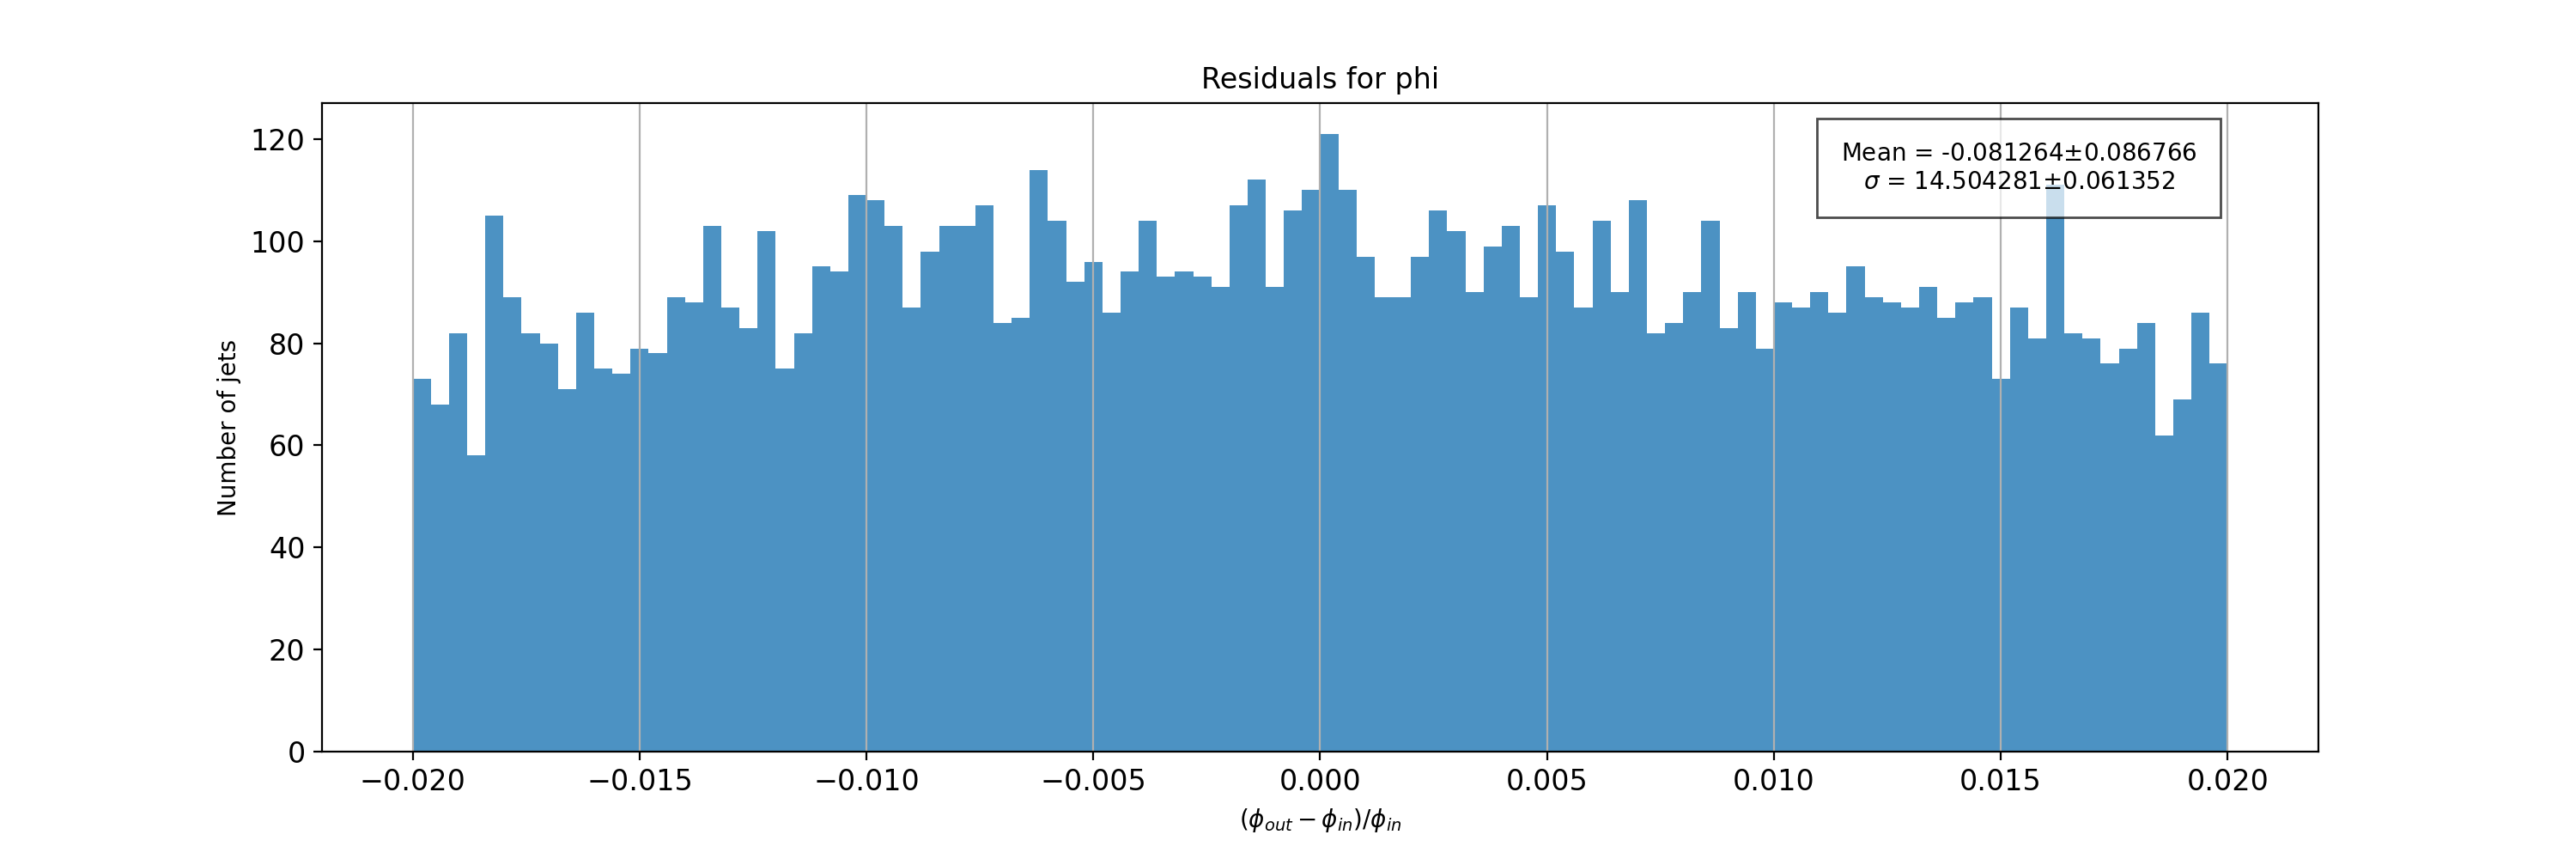 Residuals for phi
Mean = -0.081264±0.086766
σ = 14.504281±0.061352
120
100
80
60
40
20
0
Number of jets
−0.020 −0.015 −0.010 −0.005 0.000 0.005 0.010 0.015 0.020
(ϕout − ϕin)/ϕin